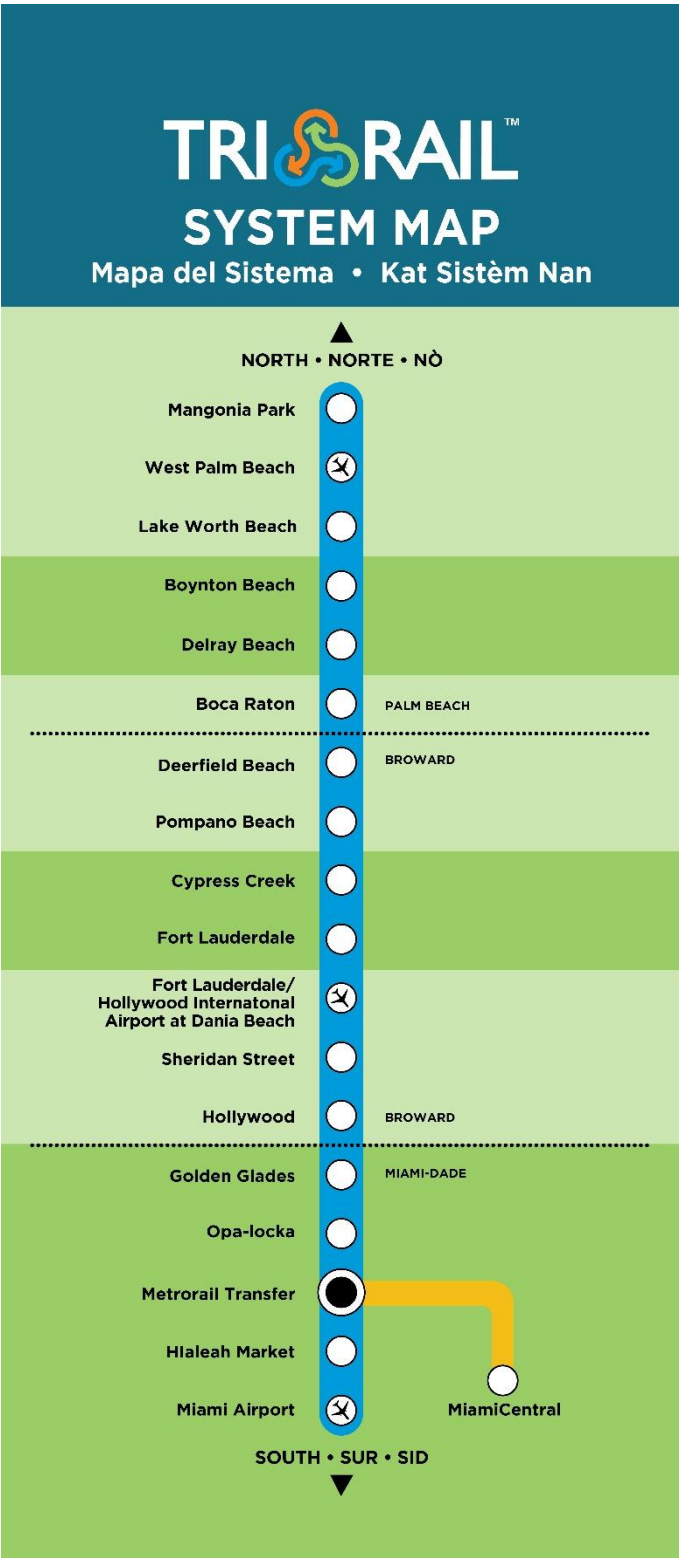 TRI RAIL™
SYSTEM MAP
Mapa del Sistema • Kat Sistèm Nan
NORTH • NORTE • NÒ
Mangonia Park
West Palm Beach
Lake Worth Beach
Boynton Beach
Delray Beach
Boca Raton
PALM BEACH
Deerfield Beach
BROWARD
Pompano Beach
Cypress Creek
Fort Lauderdale
Fort Lauderdale/
Hollywood Internatonal
Airport at Dania Beach
Sheridan Street
Hollywood
BROWARD
Golden Glades
MIAMI-DADE
Opa-locka
Metrorail Transfer
HIaleah Market
Miami Airport
MiamiCentral
SOUTH • SUR • SID